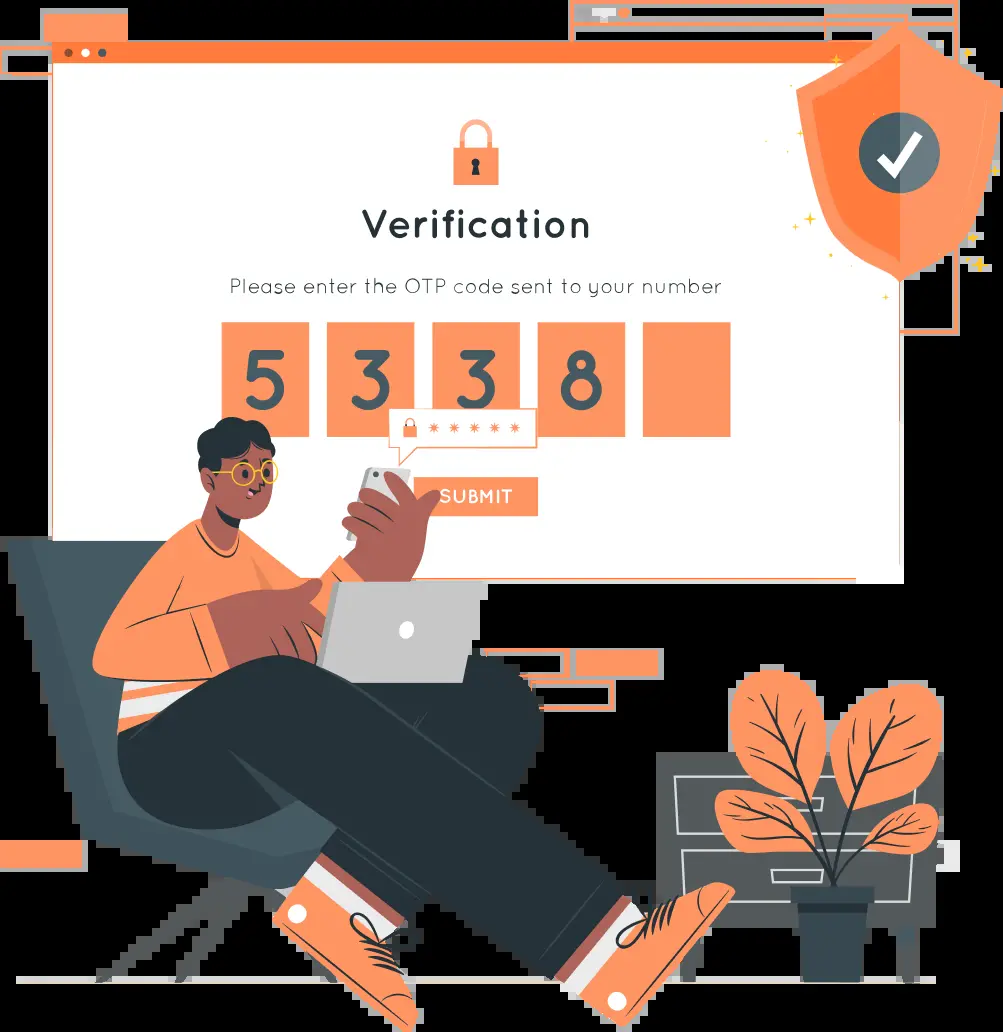 Verification
Please enter the OTP code sent to your number
5 3 3 8
* * * * *
SUBMIT